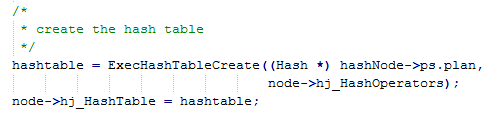 /*
* create the hash table
*/
hashtable = ExecHashTableCreate((Hash *) hashNode->ps.plan,
node->hj_HashOperators);
node->hj_HashTable = hashtable;